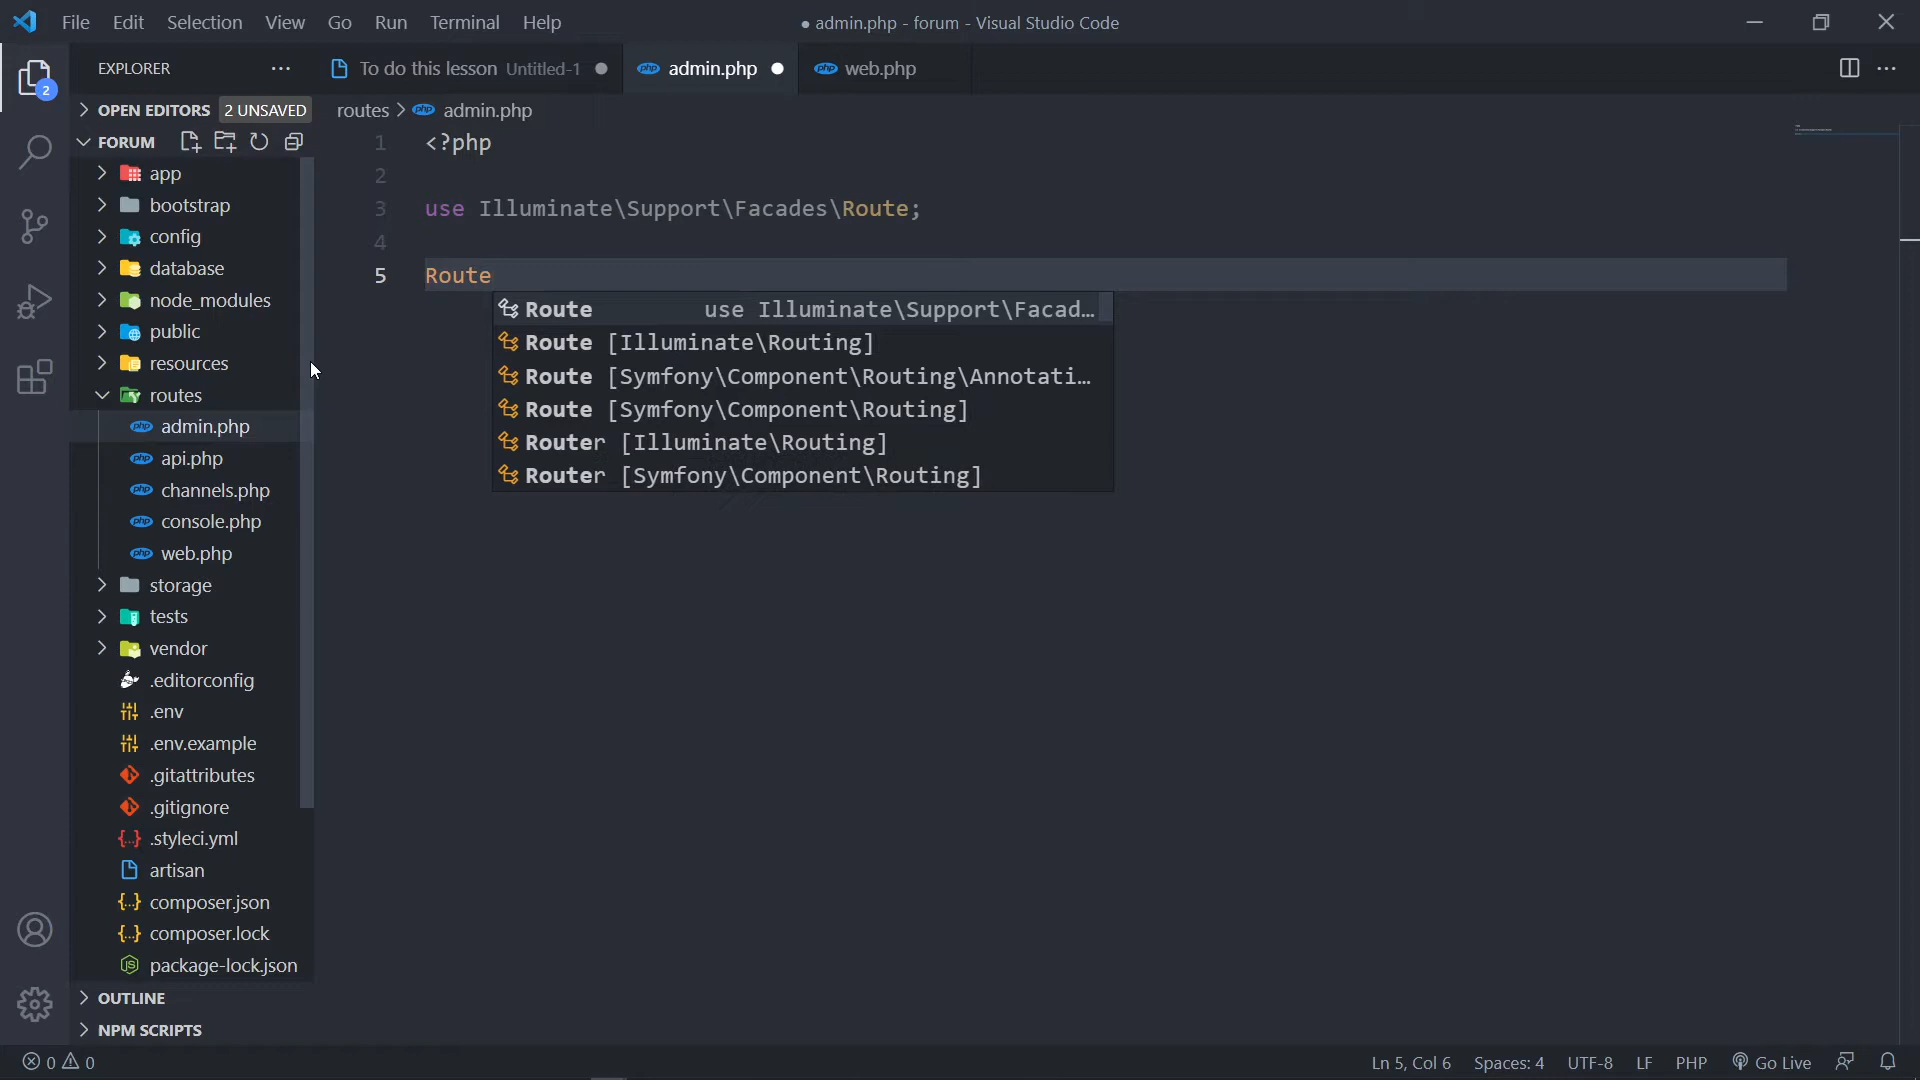 File Edit Selection View Go Run Terminal Help
● admin.php - forum - Visual Studio Code
EXPLORER
To do this lesson Untitled-1
admin.php
web.php
2
OPEN EDITORS 2 UNSAVED
FORUM
app
bootstrap
config
database
node_modules
public
resources
routes
admin.php
api.php
channels.php
console.php
web.php
storage
tests
vendor
.editorconfig
.env
.env.example
.gitattributes
.gitignore
.styleci.yml
artisan
composer.json
composer.lock
package-lock.json
OUTLINE
NPM SCRIPTS
routes > admin.php
1 <?php
2
3 use Illuminate\Support\Facades\Route;
4
5 Route
Route use Illuminate\Support\Facad…
Route [Illuminate\Routing]
Route [Symfony\Component\Routing\Annotati…
Route [Symfony\Component\Routing]
Router [Illuminate\Routing]
Router [Symfony\Component\Routing]
0 0
Ln 5, Col 6 Spaces: 4 UTF-8 LF PHP Go Live